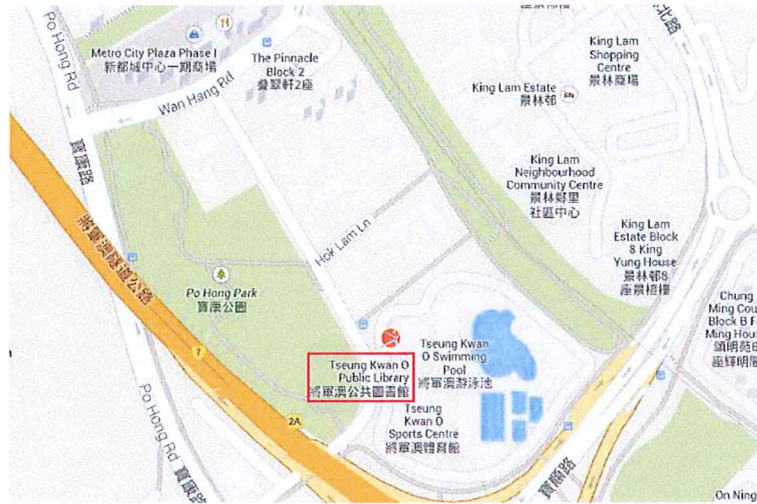 Po Hong Rd
Metro City Plaza Phase I
新都城中心一期商場
The Pinnacle
Block 2
叠翠軒2座
Wan Hang Rd
寶康路
北路
King Lam
Shopping
Centre
景林商場
King Lam Estate
景林邨
King Lam
Neighbourhood
Community Centre
景林鄰里
社區中心
King Lam
Estate Block
8 King
Yung House
景林邨8
座景榕樓
Hok Lam Ln
將軍澳隧道公路
Po Hong Park
寶康公園
7
Chung
Ming Cou
Block B F
Ming Hous
頌明苑B
座輝明閣
Tseung Kwan O
Public Library
將軍澳公共圖書館
Tseung Kwan
O Swimming
Pool
將軍澳游泳池
Tseung
Kwan O
Sports Centre
將軍澳體育館
2A
Po Hong Rd
寶康路
寶順路
On Ning